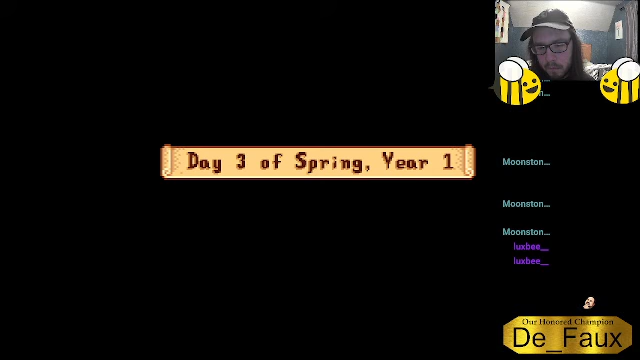 Day 3 of Spring, Year 1
Moonston...
Moonston...
Moonston...
luxbee__
luxbee__
Our Honored Champion
De_Faux